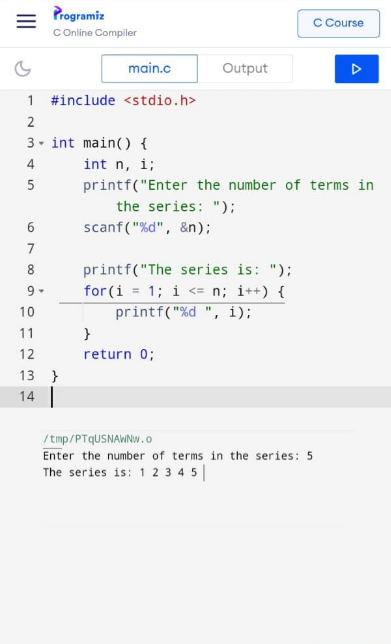 Programiz
C Online Compiler
C Course
main.c
Output
1 #include <stdio.h>
2
3 int main() {
4 int n, i;
5 printf("Enter the number of terms in
the series: ");
6 scanf("%d", &n);
7
8 printf("The series is: ");
9 for(i = 1; i <= n; i++) {
10 printf("%d ", i);
11 }
12 return 0;
13 }
14
/tmp/PTqUSNAWNw.o
Enter the number of terms in the series: 5
The series is: 1 2 3 4 5